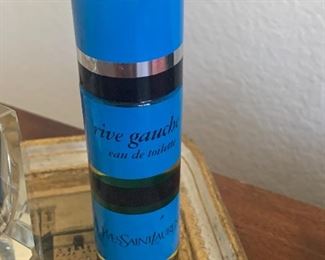 rive gauche
eau de toilette
YvesSaintLaurent